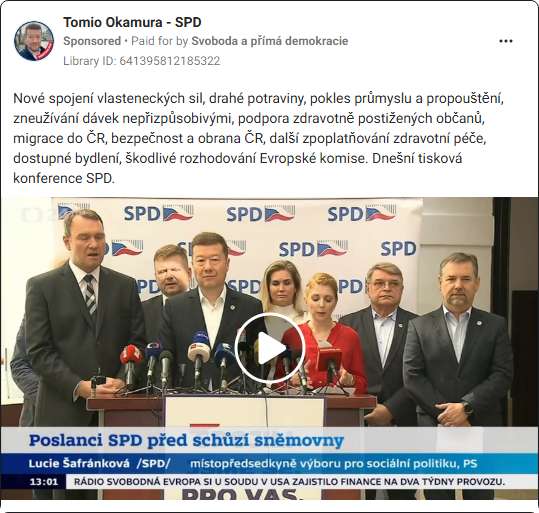 Tomio Okamura - SPD
Sponsored • Paid for by Svoboda a přímá demokracie
Library ID: 641395812185322
Nové spojení vlasteneckých sil, drahé potraviny, pokles průmyslu a propouštění,
zneužívání dávek nepřizpůsobivými, podpora zdravotně postižených občanů,
migrace do ČR, bezpečnost a obrana ČR, další zpoplatňování zdravotní péče,
dostupné bydlení, škodlivé rozhodování Evropské komise. Dnešní tisková
konference SPD.
SPD SPD SPD
SPD SPD SPD
SPD
Poslanci SPD před schůzí sněmovny
Lucie Šafránková /SPD/ místopředsedkyně výboru pro sociální politiku, PS
13:01 RÁDIO SVOBODNÁ EVROPA SI U SOUDU V USA ZAJISTILO FINANCE NA DVA TÝDNY PROVOZU.
PRO VÁS.